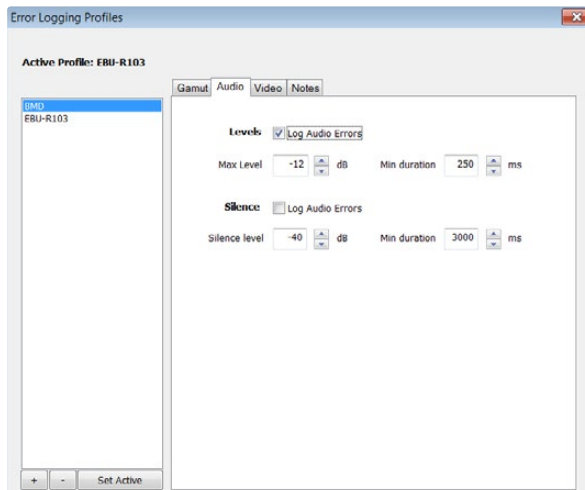 Error Logging Profiles
Active Profile: EBU-R103
Gamut Audio Video Notes
BMD
EBU-R103
Levels Log Audio Errors
Max Level -12 dB Min duration 250 ms
Silence Log Audio Errors
Silence level -40 dB Min duration 3000 ms
+ - Set Active